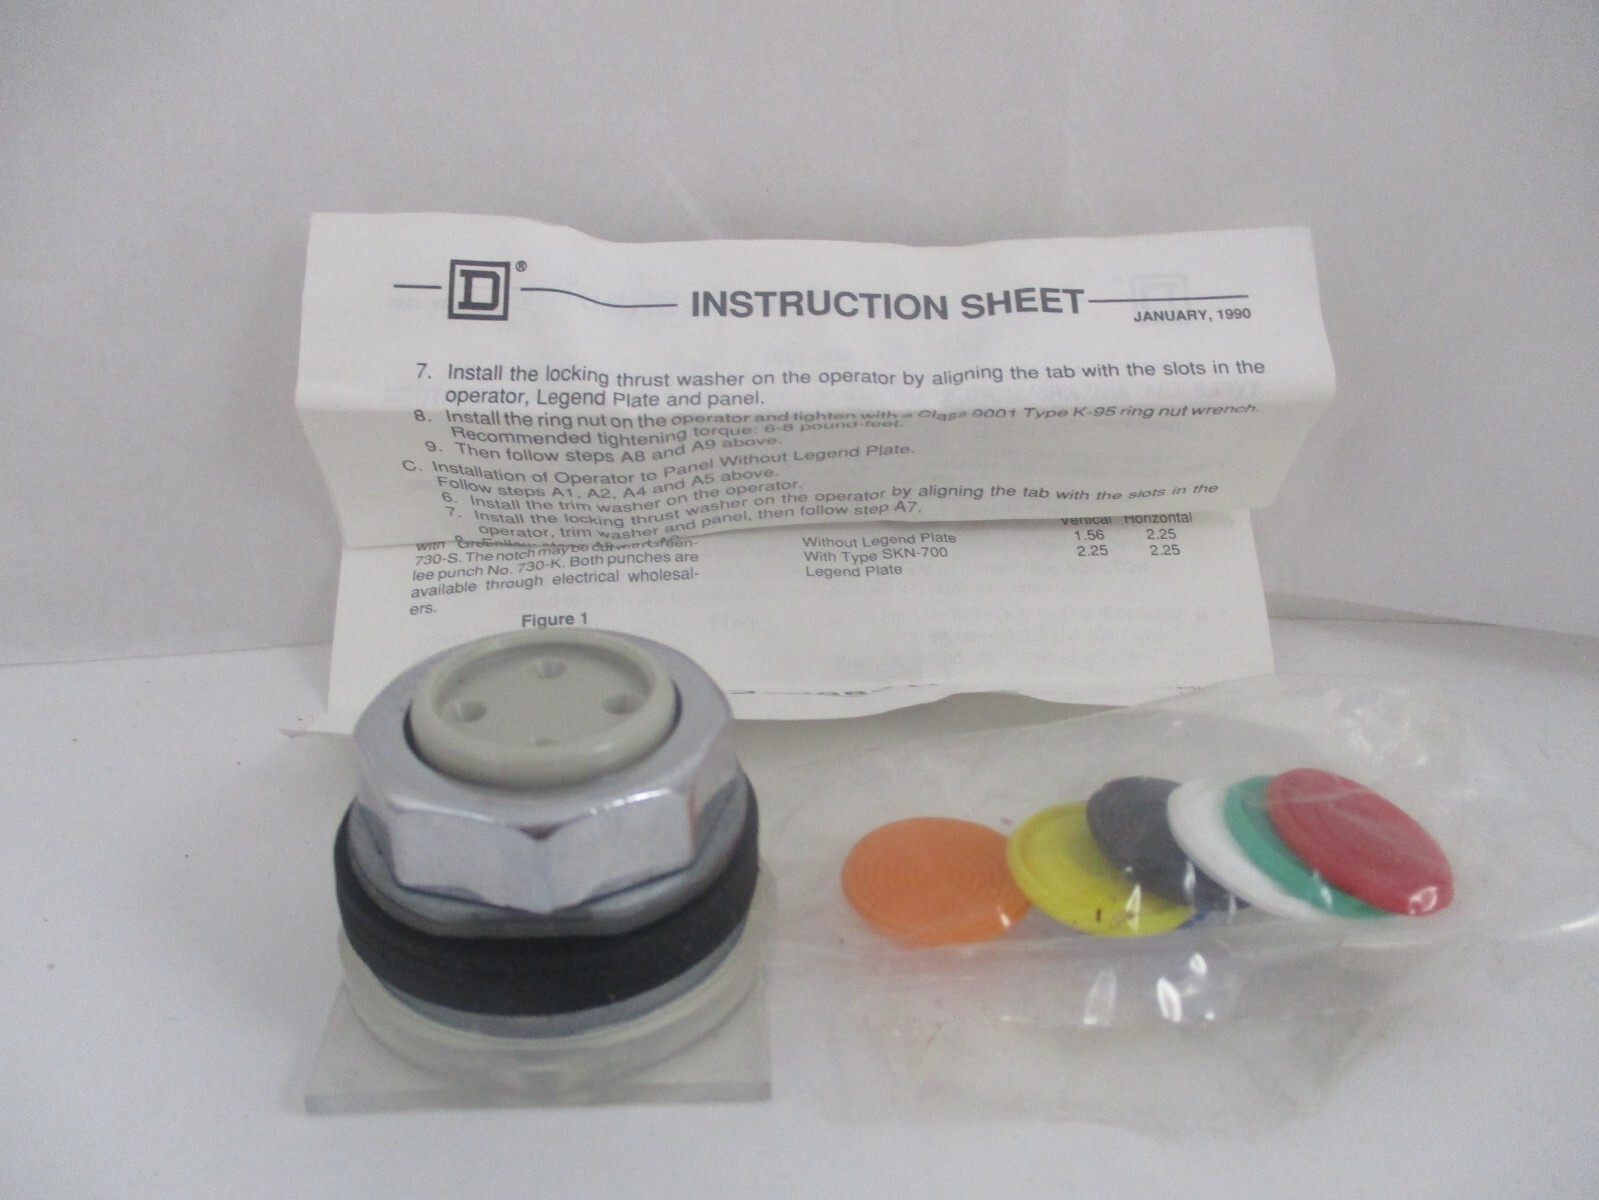 D®
INSTRUCTION SHEET
JANUARY, 1990
7. Install the locking thrust washer on the operator by aligning the tab with the slots in the
operator, Legend Plate and panel.
8. Install the ring nut on the operator and tighten with a Class 9001 Type K-95 ring nut wrench.
Recommended tightening torque: 6-8 pound-feet.
9. Then follow steps A8 and A9 above.
C. Installation of Operator to Panel Without Legend Plate.
Follow steps A1, A2, A4 and A5 above.
6. Install the trim washer on the operator.
7. Install the locking thrust washer on the operator by aligning the tab with the slots in the
operator, trim washer and panel, then follow step A7.
730-S. The notch may be cut with Green-
lee punch No. 730-K. Both punches are
available through electrical wholesal-
ers.
Figure 1
Vertical Horizontal
Without Legend Plate 1.56 2.25
With Type SKN-700 2.25 2.25
Legend Plate